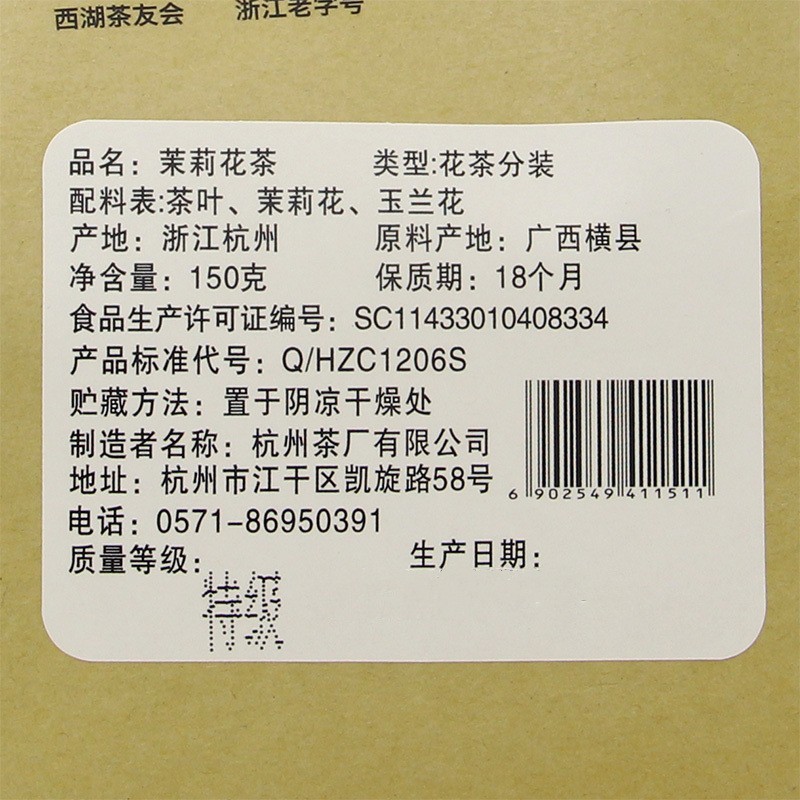 西湖茶友会 浙江老字号
品名：茉莉花茶 类型:花茶分装
配料表:茶叶、茉莉花、玉兰花
产地：浙江杭州 原料产地：广西横县
净含量：150克 保质期：18个月
食品生产许可证编号：SC11433010408334
产品标准代号：Q/HZC1206S
贮藏方法：置于阴凉干燥处
制造者名称：杭州茶厂有限公司
地址：杭州市江干区凯旋路58号
6 902549 411511
电话：0571-86950391
质量等级： 生产日期：
特级